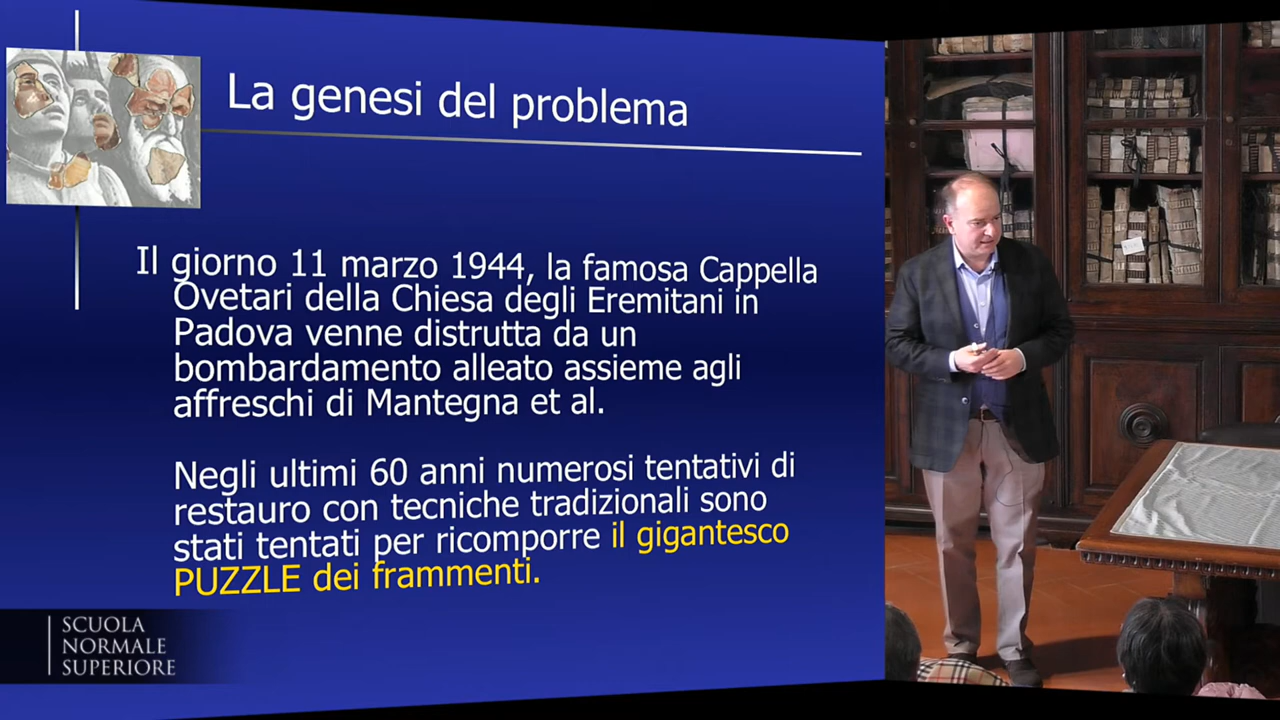 La genesi del problema
Il giorno 11 marzo 1944, la famosa Cappella
Ovetari della Chiesa degli Eremitani in
Padova venne distrutta da un
bombardamento alleato assieme agli
affreschi di Mantegna et al.
Negli ultimi 60 anni numerosi tentativi di
restauro con tecniche tradizionali sono
stati tentati per ricomporre il gigantesco
PUZZLE dei frammenti.
SCUOLA
NORMALE
SUPERIORE